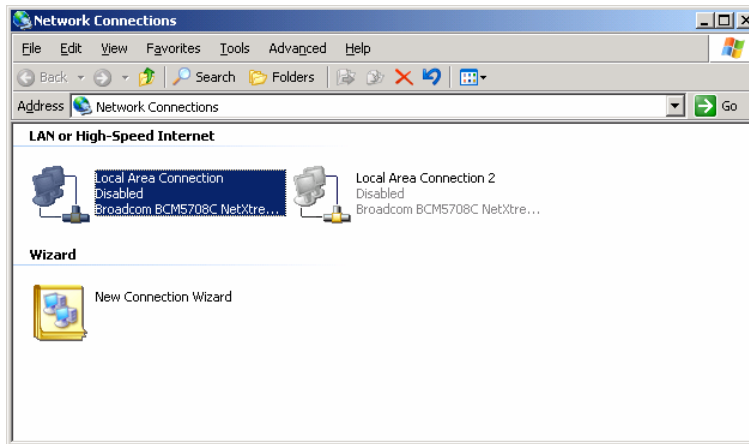 Network Connections
File Edit View Favorites Tools Advanced Help
Back Search Folders
Address Network Connections Go
LAN or High-Speed Internet
Local Area Connection
Disabled
Broadcom BCM5708C NetXtre...
Local Area Connection 2
Disabled
Broadcom BCM5708C NetXtre...
Wizard
New Connection Wizard